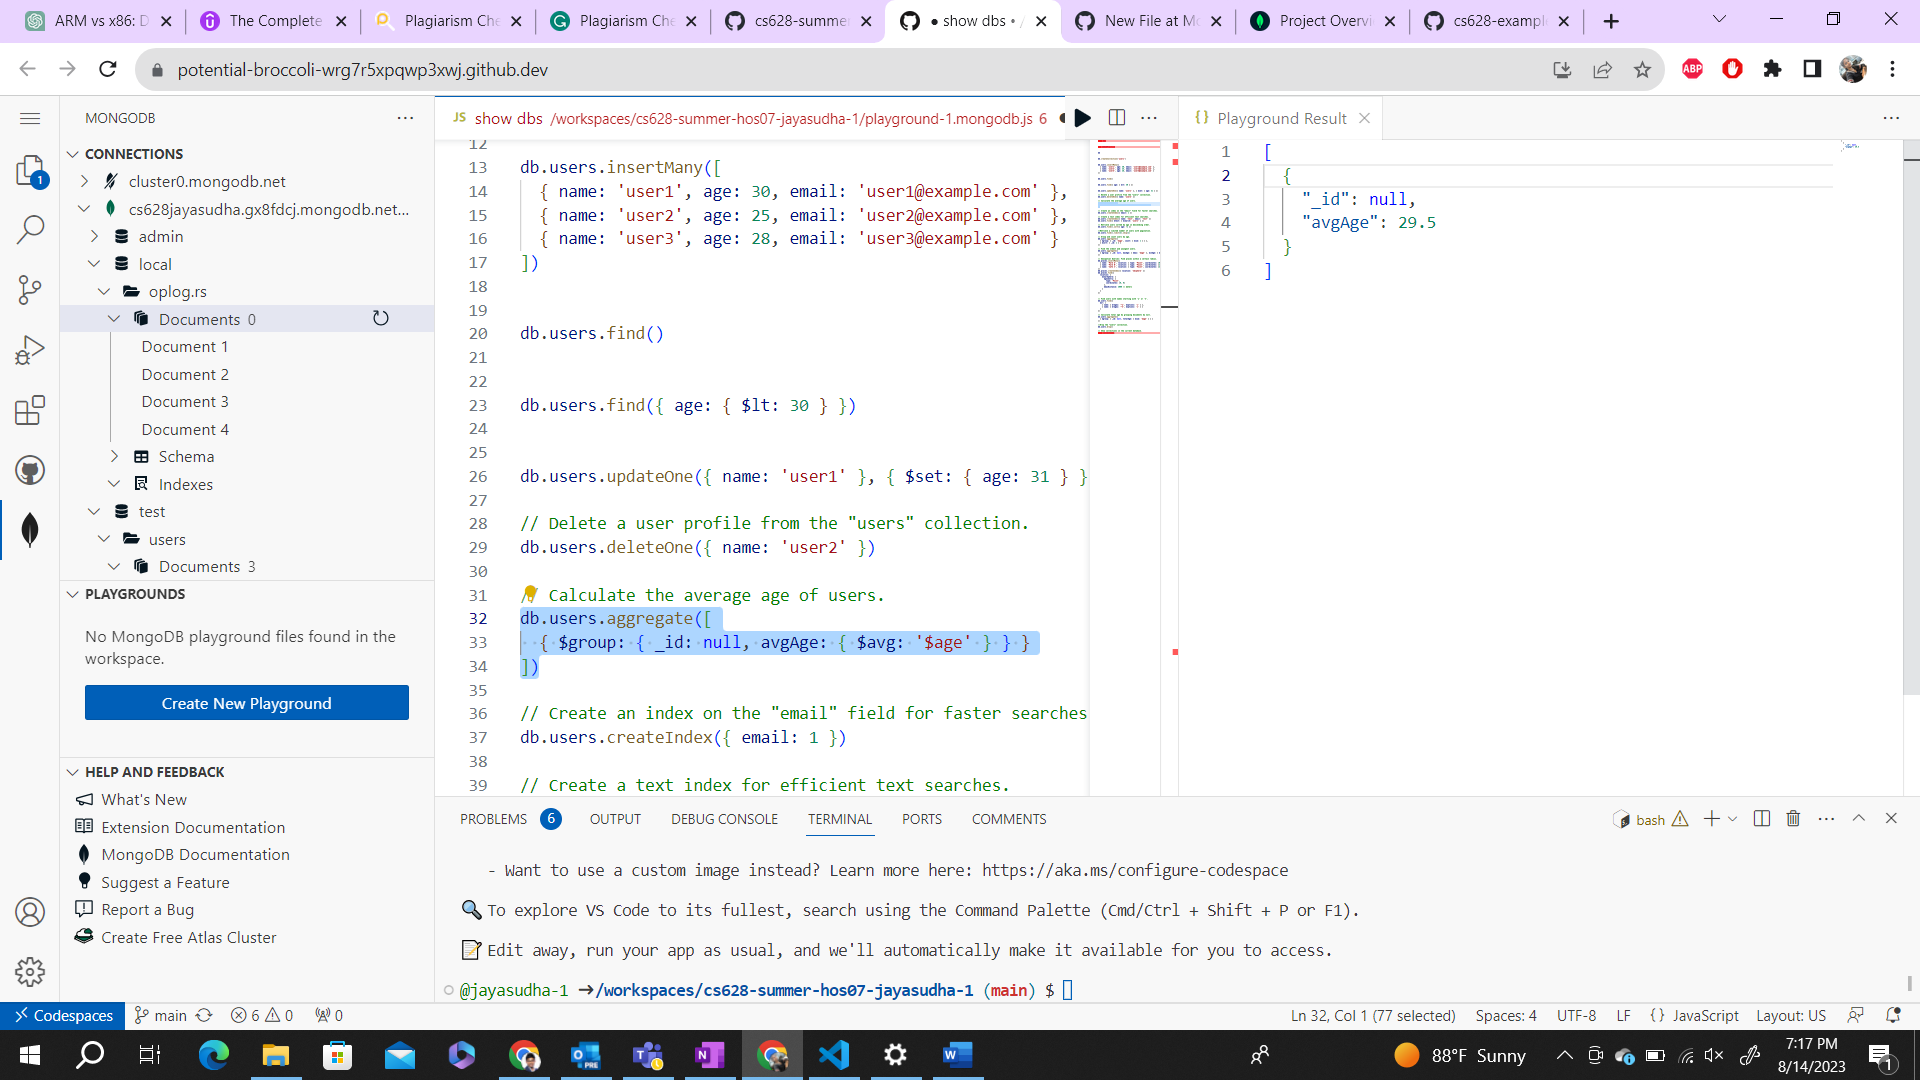 ARM vs x86: D
The Complete
Plagiarism Che
Plagiarism Che
cs628-summer
● show dbs • /
New File at Mo
Project Overvi
cs628-example
potential-broccoli-wrg7r5xpqwp3xwj.github.dev
ABP
MONGODB
CONNECTIONS
cluster0.mongodb.net
cs628jayasudha.gx8fdcj.mongodb.net...
admin
local
oplog.rs
Documents 0
Document 1
Document 2
Document 3
Document 4
Schema
Indexes
test
users
Documents 3
PLAYGROUNDS
No MongoDB playground files found in the
workspace.
Create New Playground
HELP AND FEEDBACK
What's New
Extension Documentation
MongoDB Documentation
Suggest a Feature
Report a Bug
Create Free Atlas Cluster
1
JS show dbs /workspaces/cs628-summer-hos07-jayasudha-1/playground-1.mongodb.js 6
12
13 db.users.insertMany([
14 { name: 'user1', age: 30, email: 'user1@example.com' },
15 { name: 'user2', age: 25, email: 'user2@example.com' },
16 { name: 'user3', age: 28, email: 'user3@example.com' }
17 ])
18
19
20 db.users.find()
21
22
23 db.users.find({ age: { $lt: 30 } })
24
25
26 db.users.updateOne({ name: 'user1' }, { $set: { age: 31 } }
27
28 // Delete a user profile from the "users" collection.
29 db.users.deleteOne({ name: 'user2' })
30
31 Calculate the average age of users.
32 db.users.aggregate([
33 { $group: { _id: null, avgAge: { $avg: '$age' } } }
34 ])
35
36 // Create an index on the "email" field for faster searches
37 db.users.createIndex({ email: 1 })
38
39 // Create a text index for efficient text searches.
{} Playground Result
1 [
2 {
3 "_id": null,
4 "avgAge": 29.5
5 }
6 ]
PROBLEMS 6 OUTPUT DEBUG CONSOLE TERMINAL PORTS COMMENTS
bash
- Want to use a custom image instead? Learn more here: https://aka.ms/configure-codespace
To explore VS Code to its fullest, search using the Command Palette (Cmd/Ctrl + Shift + P or F1).
Edit away, run your app as usual, and we'll automatically make it available for you to access.
@jayasudha-1 →/workspaces/cs628-summer-hos07-jayasudha-1 (main) $
Codespaces main 6 0 0
Ln 32, Col 1 (77 selected) Spaces: 4 UTF-8 LF {} JavaScript Layout: US
PRE
88°F Sunny
7:17 PM
8/14/2023
1